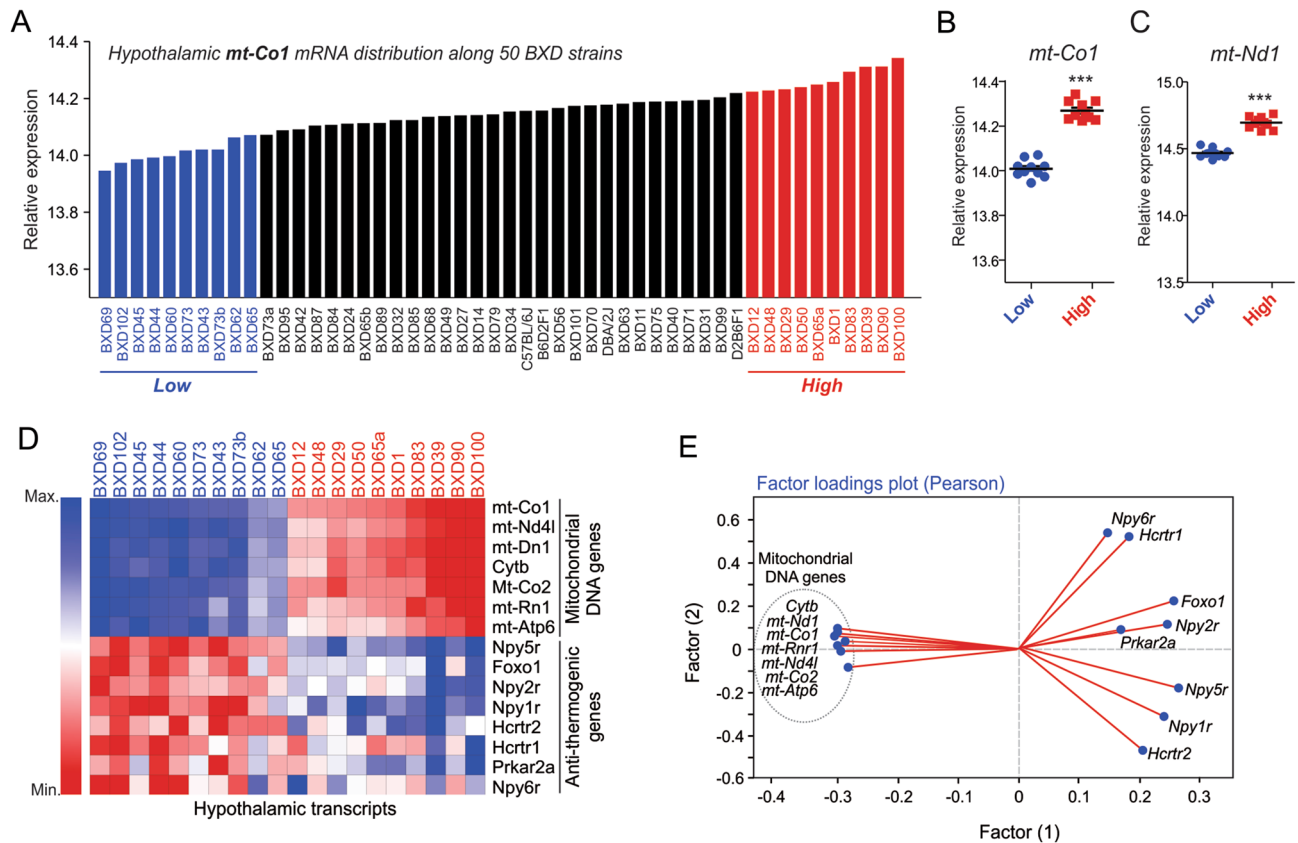 A
Hypothalamic mt-Co1 mRNA distribution along 50 BXD strains
Relative expression
14.4
14.2
14.0
13.8
13.6
BXD69
BXD102
BXD45
BXD44
BXD60
BXD73
BXD43
BXD73b
BXD62
BXD65
BXD73a
BXD95
BXD42
BXD87
BXD84
BXD24
BXD65b
BXD89
BXD32
BXD85
BXD68
BXD49
BXD27
BXD14
BXD79
BXD34
C57BL/6J
B6D2F1
BXD56
BXD101
BXD70
DBA/2J
BXD63
BXD11
BXD75
BXD40
BXD71
BXD31
BXD99
D2B6F1
BXD12
BXD48
BXD29
BXD50
BXD65a
BXD1
BXD83
BXD39
BXD90
BXD100
Low
High
B
mt-Co1
Relative expression
14.4
14.2
14.0
13.8
13.6
***
Low
High
C
mt-Nd1
Relative expression
15.0
14.5
14.0
13.5
***
Low
High
D
BXD69
BXD102
BXD45
BXD44
BXD60
BXD73
BXD43
BXD73b
BXD62
BXD65
BXD12
BXD48
BXD29
BXD50
BXD65a
BXD1
BXD83
BXD39
BXD90
BXD100
Max.
Min.
mt-Co1
mt-Nd4l
mt-Dn1
Cytb
Mt-Co2
mt-Rn1
mt-Atp6
Npy5r
Foxo1
Npy2r
Npy1r
Hcrtr2
Hcrtr1
Prkar2a
Npy6r
Mitochondrial
DNA genes
Anti-thermogenic
genes
Hypothalamic transcripts
E
Factor loadings plot (Pearson)
Factor (2)
0.6
0.4
0.2
0
-0.2
-0.4
-0.6
Mitochondrial
DNA genes
Cytb
mt-Nd1
mt-Co1
mt-Rnr1
mt-Nd4l
mt-Co2
mt-Atp6
Npy6r
Hcrtr1
Foxo1
Npy2r
Prkar2a
Npy5r
Npy1r
Hcrtr2
-0.4
-0.3
-0.2
-0.1
0
0.1
0.2
0.3
Factor (1)